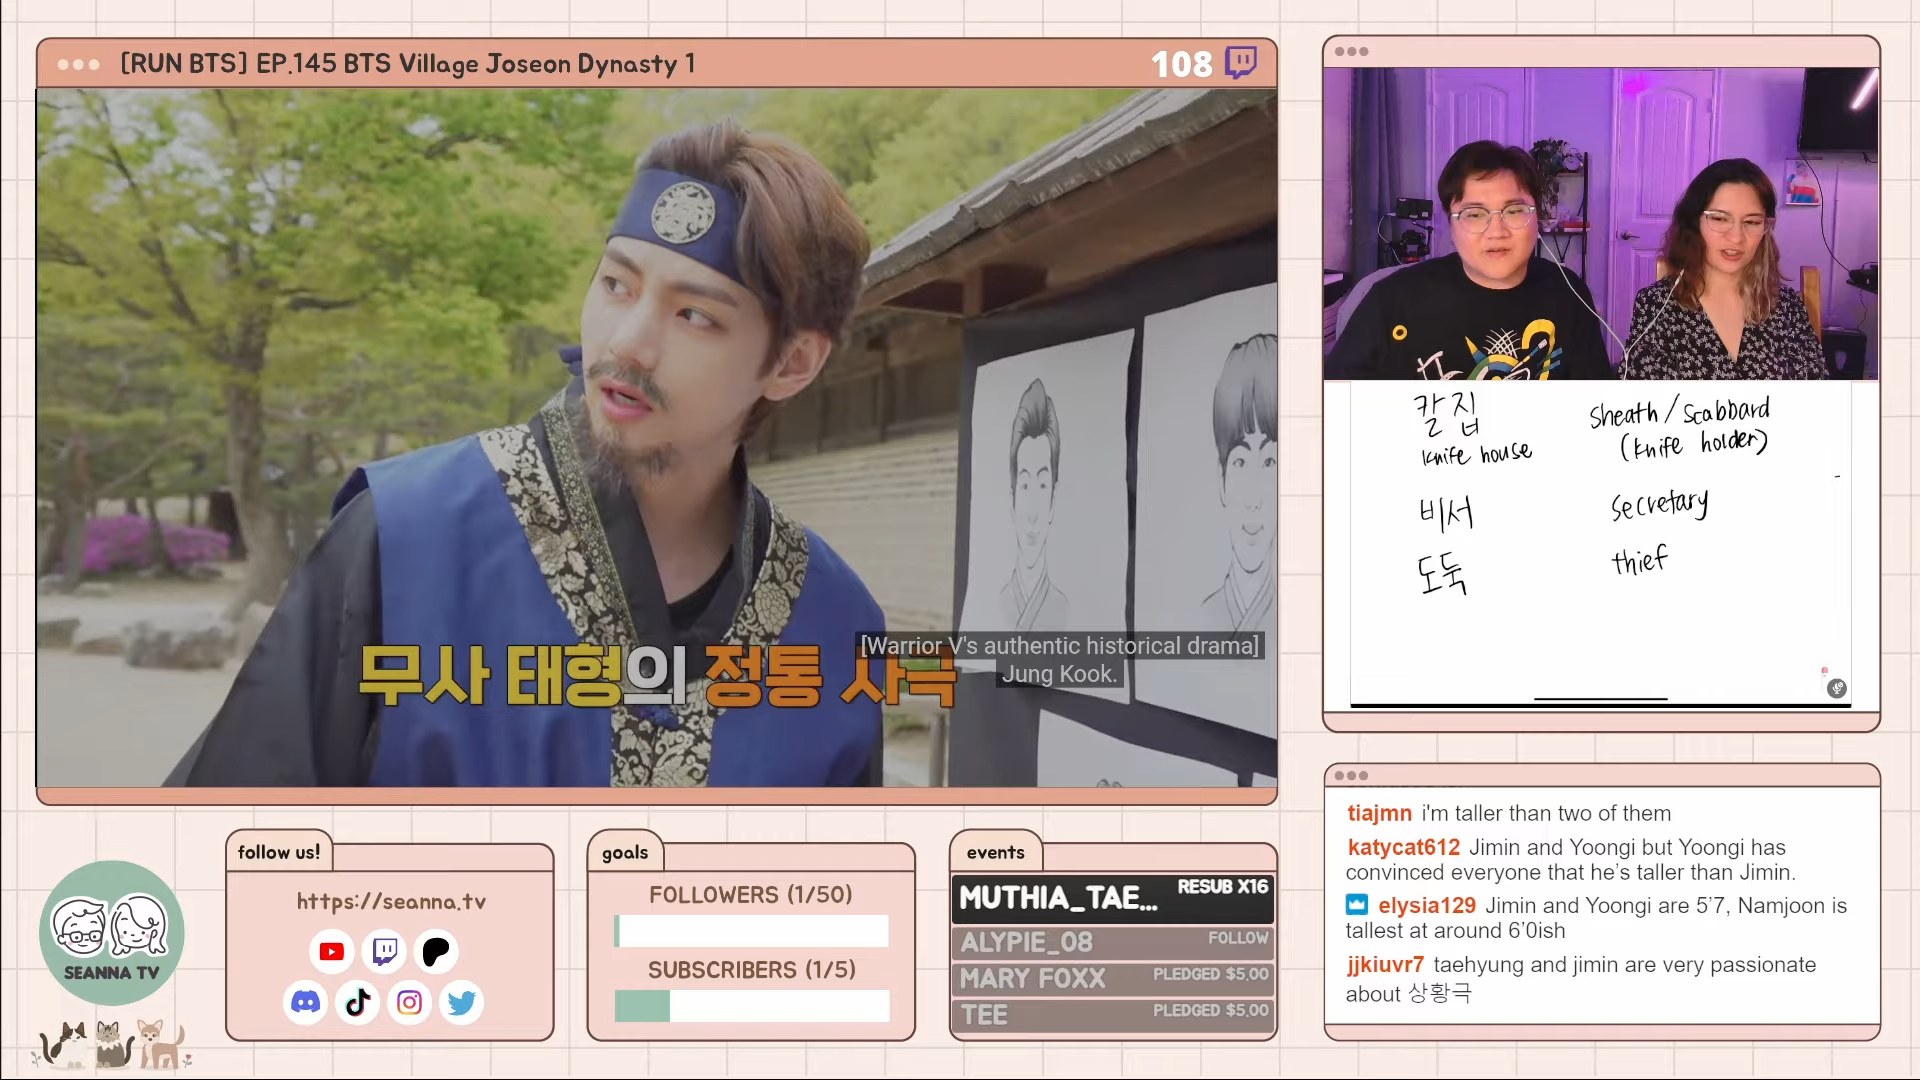 [RUN BTS] EP.145 BTS Village Joseon Dynasty 1
108
무사 태형의 정통 사극
[Warrior V's authentic historical drama]
Jung Kook.
칼집
knife house
sheath/scabbard
(knife holder)
비서
secretary
도둑
thief
follow us!
https://seanna.tv
SEANNA TV
goals
FOLLOWERS (1/50)
SUBSCRIBERS (1/5)
events
MUTHIA_TAE... RESUB X16
ALYPIE_08 FOLLOW
MARY FOXX PLEDGED $5.00
TEE PLEDGED $5.00
tiajmn i'm taller than two of them
katycat612 Jimin and Yoongi but Yoongi has
convinced everyone that he's taller than Jimin.
elysia129 Jimin and Yoongi are 5'7, Namjoon is
tallest at around 6'0ish
jjkiuvr7 taehyung and jimin are very passionate
about 상황극